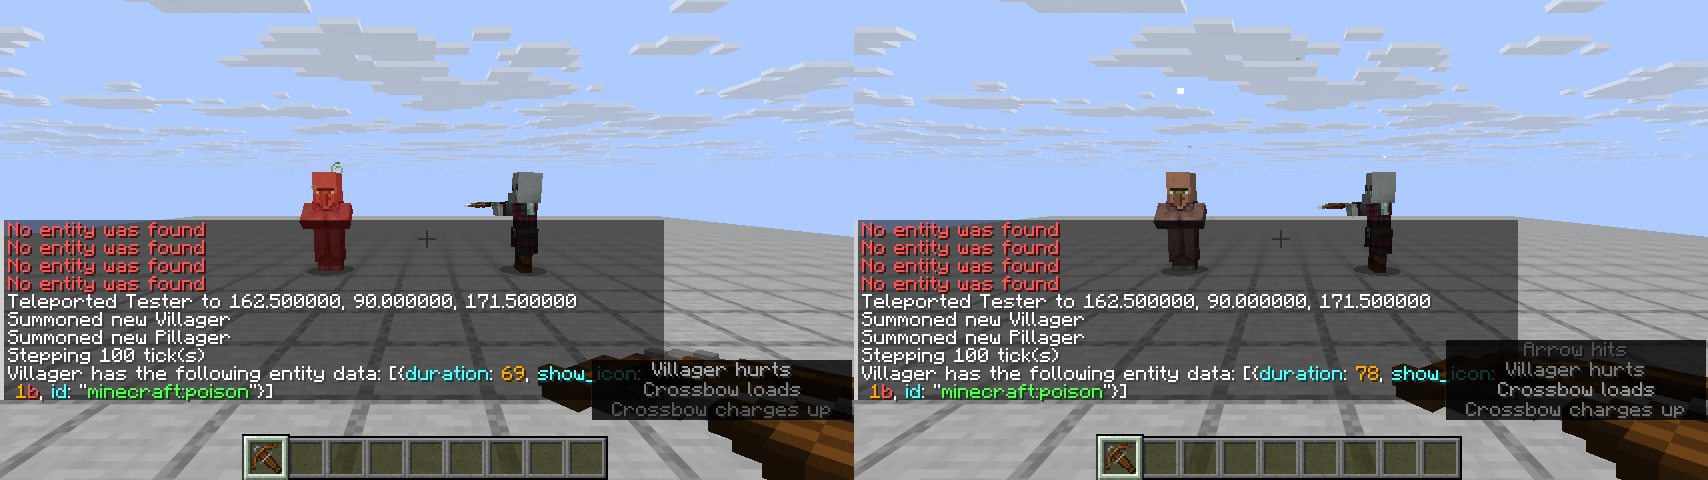 No entity was found
No entity was found
No entity was found
No entity was found
Teleported Tester to 162.500000, 90.000000, 171.500000
Summoned new Villager
Summoned new Pillager
Stepping 100 tick(s)
Villager has the following entity data: [{duration: 69, show_icon:
1b, id: "minecraft:poison"}]
Villager hurts
Crossbow loads
Crossbow charges up
No entity was found
No entity was found
No entity was found
No entity was found
Teleported Tester to 162.500000, 90.000000, 171.500000
Summoned new Villager
Summoned new Pillager
Stepping 100 tick(s)
Villager has the following entity data: [{duration: 78, show_icon:
1b, id: "minecraft:poison"}]
Arrow hits
Villager hurts
Crossbow loads
Crossbow charges up